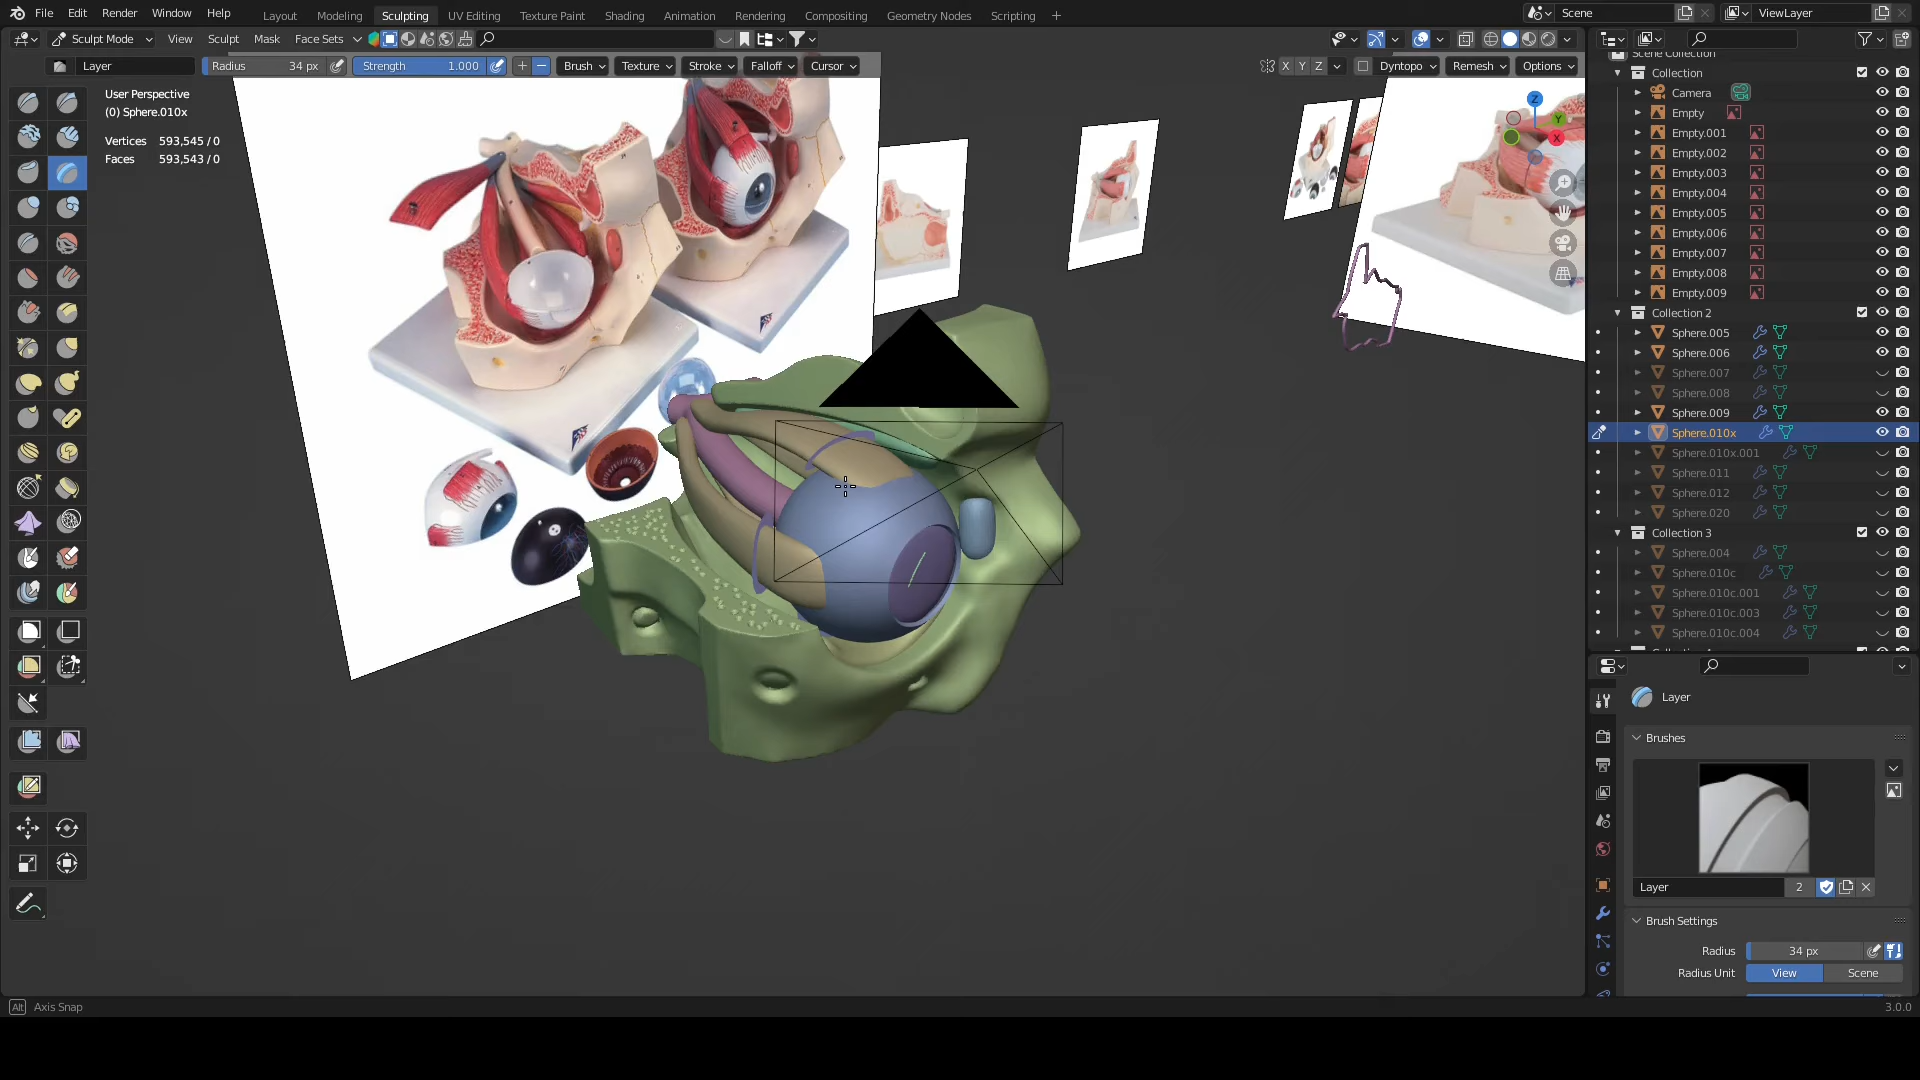 File Edit Render Window Help
Layout Modeling Sculpting UV Editing Texture Paint Shading Animation Rendering Compositing Geometry Nodes Scripting +
Scene
ViewLayer
Sculpt Mode View Sculpt Mask Face Sets
Layer
Radius 34 px
Strength 1.000
Brush Texture Stroke Falloff Cursor
X Y Z
Dyntopo Remesh Options
User Perspective
(0) Sphere.010x
Vertices 593,545 / 0
Faces 593,543 / 0
Z
Y
X
Scene Collection
Collection
Camera
Empty
Empty.001
Empty.002
Empty.003
Empty.004
Empty.005
Empty.006
Empty.007
Empty.008
Empty.009
Collection 2
Sphere.005
Sphere.006
Sphere.007
Sphere.008
Sphere.009
Sphere.010x
Sphere.010x.001
Sphere.011
Sphere.012
Sphere.020
Collection 3
Sphere.004
Sphere.010c
Sphere.010c.001
Sphere.010c.003
Sphere.010c.004
Layer
Brushes
Layer 2
Brush Settings
Radius 34 px
Radius Unit View Scene
Alt Axis Snap
3.0.0